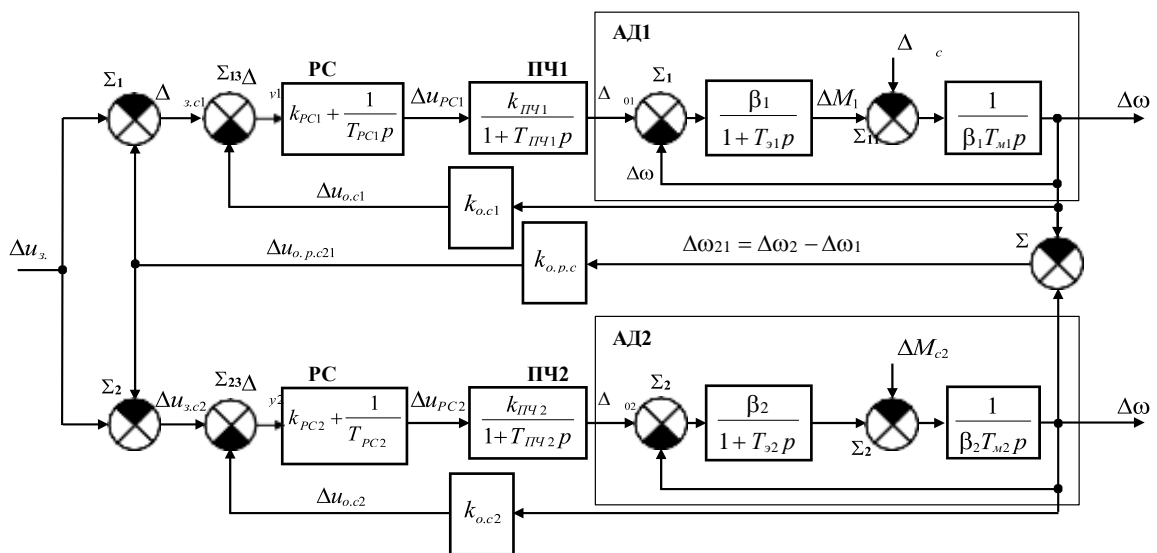 АД1
РС
ПЧ1
Δ с
Σ1
Σ13Δ
Σ1
Δ з.с1
у1
k_РС1 + 1 / T_РС1 p
Δu_РС1
k_ПЧ1 / 1 + T_ПЧ1 p
Δ 01
β1 / 1 + T_э1 p
ΔM1
Σ11
1 / β1 T_м1 p
Δω
Δω
Δu_о.с1
k_о.с1
Δu_з.
Δu_о.р.с21
k_о.р.с
Δω21 = Δω2 − Δω1
Σ
АД2
РС
ПЧ2
ΔM_с2
Σ2
Σ23Δ
Σ2
Δu_з.с2
у2
k_РС2 + 1 / T_РС2
Δu_РС2
k_ПЧ2 / 1 + T_ПЧ2 p
Δ 02
β2 / 1 + T_э2 p
Σ2
1 / β2 T_м2 p
Δω
Δu_о.с2
k_о.с2